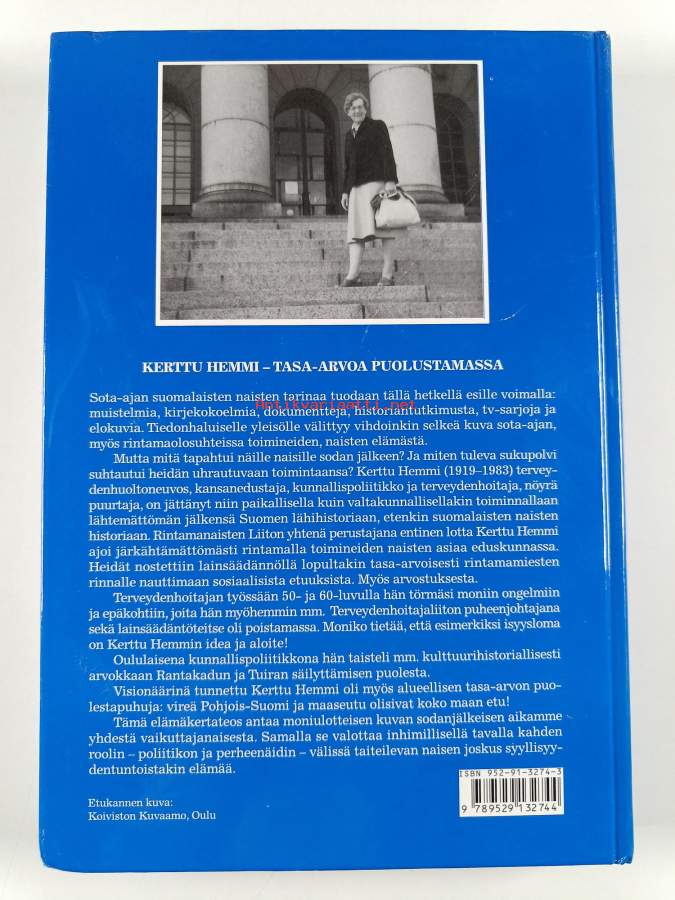 KERTTU HEMMI – TASA-ARVOA PUOLUSTAMASSA
Sota-ajan suomalaisten naisten tarinaa tuodaan tällä hetkellä esille voimalla:
muistelmia, kirjekokoelmia, dokumentteja, historiantutkimusta, tv-sarjoja ja
Antikvariaatti.com
elokuvia. Tiedonhaluiselle yleisölle välittyy vihdoinkin selkeä kuva sota-ajan,
myös rintamaolosuhteissa toimineiden, naisten elämästä.
Mutta mitä tapahtui näille naisille sodan jälkeen? Ja miten tuleva sukupolvi
suhtautui heidän uhrautuvaan toimintaansa? Kerttu Hemmi (1919–1983) tervey-
denhuoltoneuvos, kansanedustaja, kunnallispoliitikko ja terveydenhoitaja, nöyrä
puurtaja, on jättänyt niin paikallisella kuin valtakunnallisellakin toiminnallaan
lähtemättömän jälkensä Suomen lähihistoriaan, etenkin suomalaisten naisten
historiaan. Rintamanaisten Liiton yhtenä perustajana entinen lotta Kerttu Hemmi
ajoi järkähtämättömästi rintamalla toimineiden naisten asiaa eduskunnassa.
Heidät nostettiin lainsäädännöllä lopultakin tasa-arvoisesti rintamamiesten
rinnalle nauttimaan sosiaalisista etuuksista. Myös arvostuksesta.
Terveydenhoitajan työssään 50- ja 60-luvulla hän törmäsi moniin ongelmiin
ja epäkohtiin, joita hän myöhemmin mm. Terveydenhoitajaliiton puheenjohtajana
sekä lainsäädäntöteitse oli poistamassa. Moniko tietää, että esimerkiksi isyysloma
on Kerttu Hemmin idea ja aloite!
Oululaisena kunnallispoliitikkona hän taisteli mm. kulttuurihistoriallisesti
arvokkaan Rantakadun ja Tuiran säilyttämisen puolesta.
Visionäärinä tunnettu Kerttu Hemmi oli myös alueellisen tasa-arvon puo-
lestapuhuja: vireä Pohjois-Suomi ja maaseutu olisivat koko maan etu!
Tämä elämäkertateos antaa moniulotteisen kuvan sodanjälkeisen aikamme
yhdestä vaikuttajanaisesta. Samalla se valottaa inhimillisellä tavalla kahden
roolin – poliitikon ja perheenäidin – välissä taiteilevan naisen joskus syyllisyy-
dentuntoistakin elämää.
ISBN 952-91-3274-3
9 789529 132744
Etukannen kuva:
Koiviston Kuvaamo, Oulu